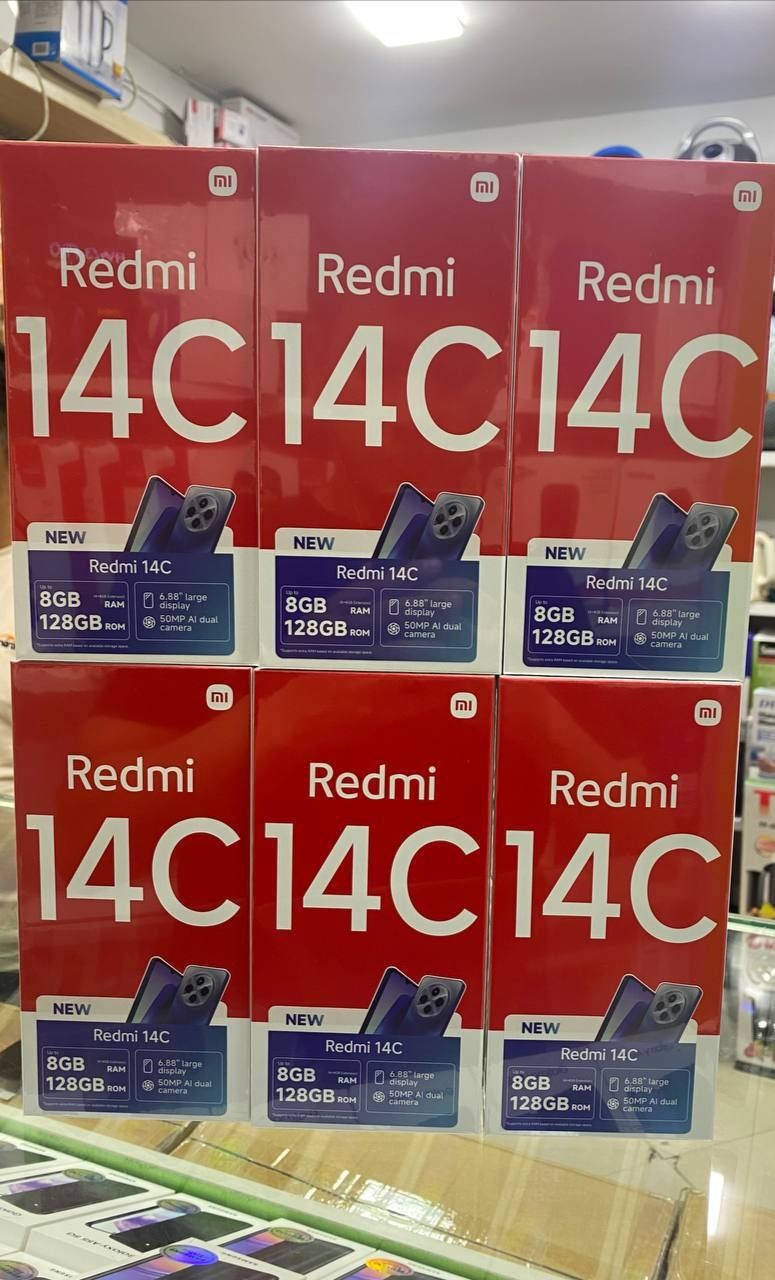 mi
Redmi
14C
NEW
Redmi 14C
Up to
8GB RAM
128GB ROM
6.88" large
display
50MP AI dual
camera
mi
Redmi
14C
NEW
Redmi 14C
Up to
8GB RAM
128GB ROM
6.88" large
display
50MP AI dual
camera
mi
Redmi
14C
NEW
Redmi 14C
Up to
8GB RAM
128GB ROM
6.88" large
display
50MP AI dual
camera
mi
Redmi
14C
NEW
Redmi 14C
Up to
8GB RAM
128GB ROM
6.88" large
display
50MP AI dual
camera
mi
Redmi
14C
NEW
Redmi 14C
Up to
8GB RAM
128GB ROM
6.88" large
display
50MP AI dual
camera
mi
Redmi
14C
NEW
Redmi 14C
Up to
8GB RAM
128GB ROM
6.88" large
display
50MP AI dual
camera